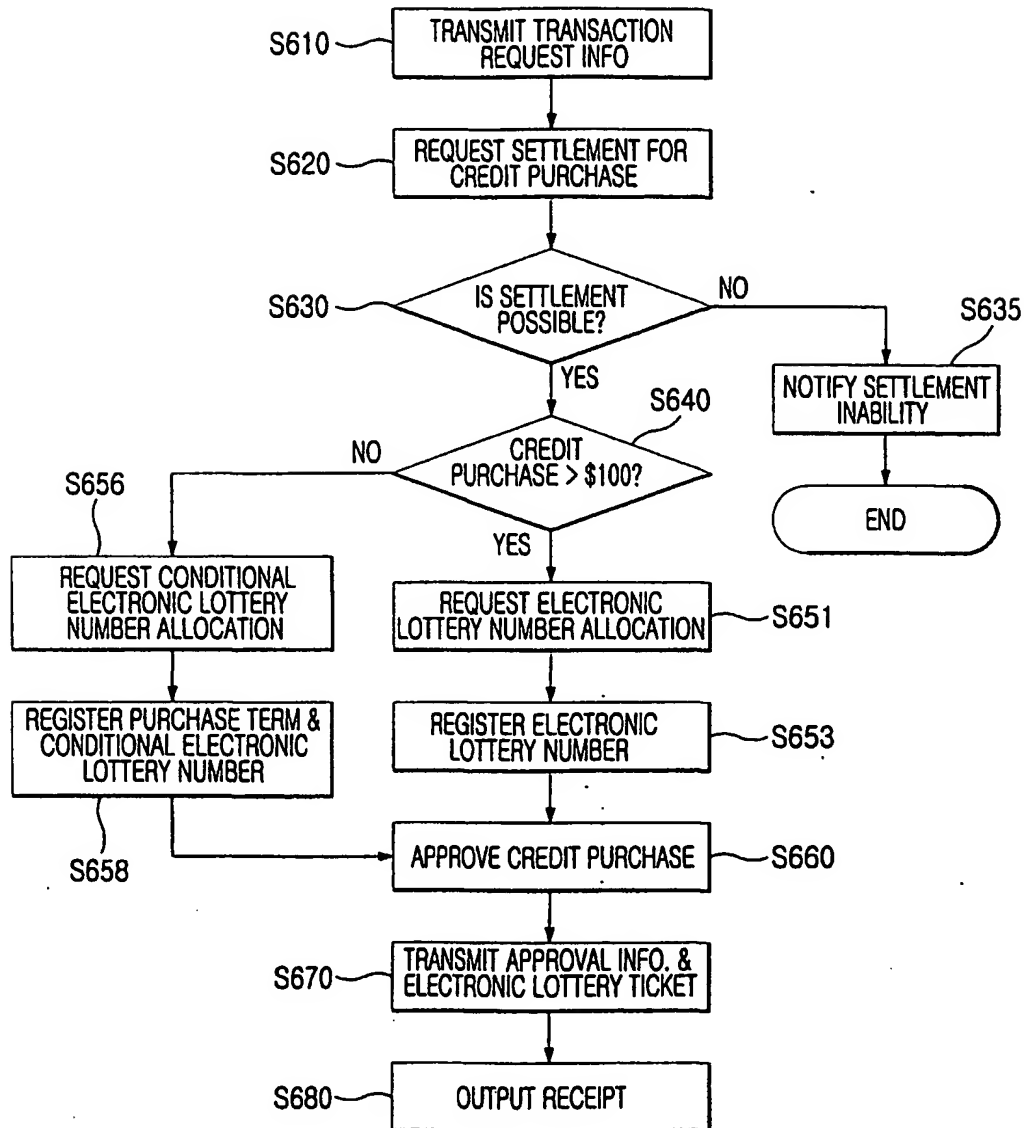 S610
TRANSMIT TRANSACTION
REQUEST INFO
S620
REQUEST SETTLEMENT FOR
CREDIT PURCHASE
S630
IS SETTLEMENT
POSSIBLE?
NO
YES
S635
NOTIFY SETTLEMENT
INABILITY
END
S640
CREDIT
PURCHASE > $100?
NO
YES
S656
REQUEST CONDITIONAL
ELECTRONIC LOTTERY
NUMBER ALLOCATION
REQUEST ELECTRONIC
LOTTERY NUMBER ALLOCATION
S651
REGISTER PURCHASE TERM &
CONDITIONAL ELECTRONIC
LOTTERY NUMBER
S658
REGISTER ELECTRONIC
LOTTERY NUMBER
S653
APPROVE CREDIT PURCHASE
S660
S670
TRANSMIT APPROVAL INFO. &
ELECTRONIC LOTTERY TICKET
S680
OUTPUT RECEIPT